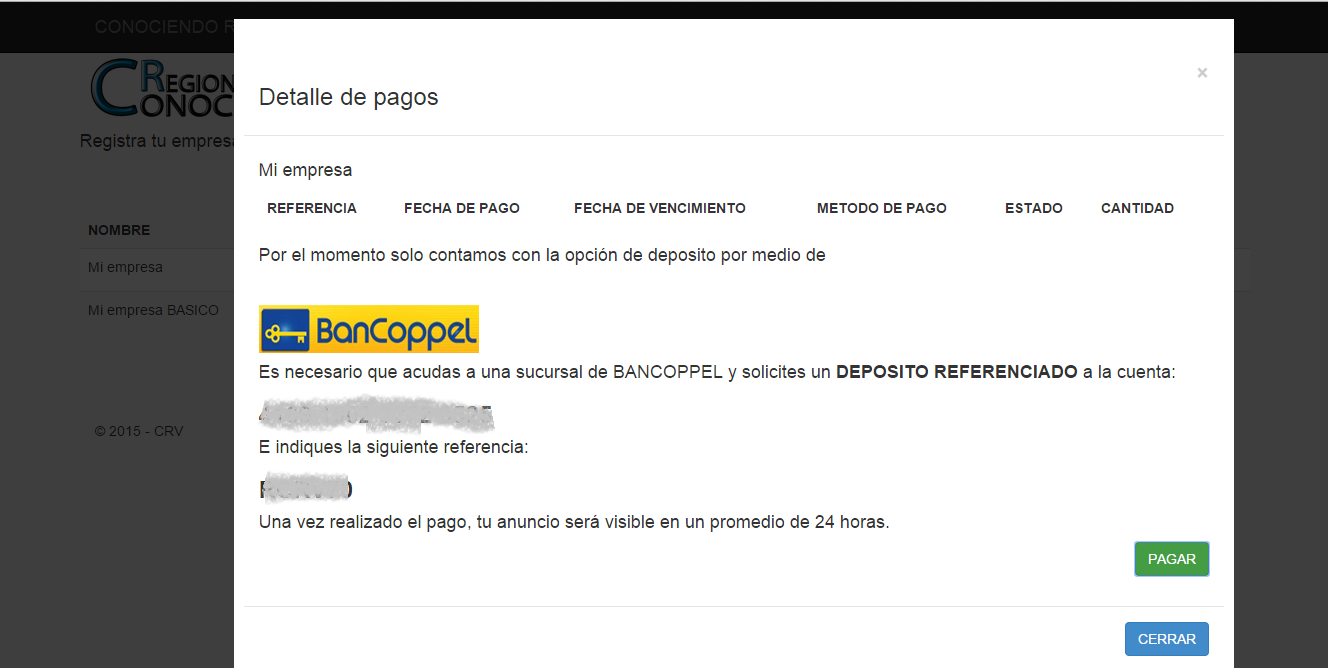 CONOCIENDO
REGION
CONOC
Registra tu empresa
NOMBRE
Mi empresa
Mi empresa BASICO
© 2015 - CRV
×
Detalle de pagos
Mi empresa
REFERENCIA FECHA DE PAGO FECHA DE VENCIMIENTO METODO DE PAGO ESTADO CANTIDAD
Por el momento solo contamos con la opción de deposito por medio de
BanCoppel
Es necesario que acudas a una sucursal de BANCOPPEL y solicites un DEPOSITO REFERENCIADO a la cuenta:
E indiques la siguiente referencia:
Una vez realizado el pago, tu anuncio será visible en un promedio de 24 horas.
PAGAR
CERRAR